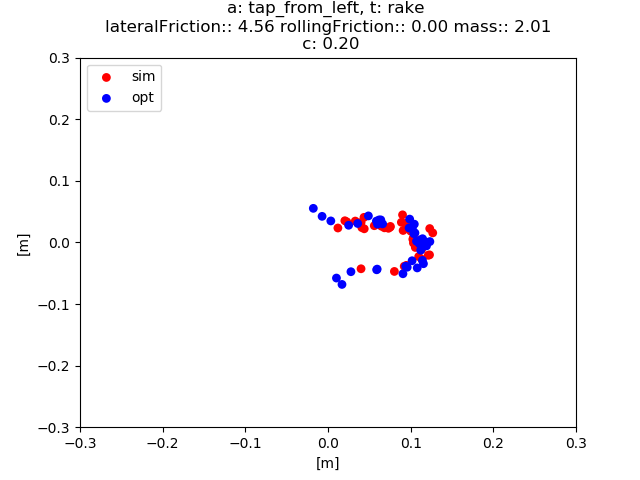 a: tap_from_left, t: rake
lateralFriction:: 4.56 rollingFriction:: 0.00 mass:: 2.01
c: 0.20
sim
opt
0.3
0.2
0.1
0.0
−0.1
−0.2
−0.3
[m]
−0.3 −0.2 −0.1 0.0 0.1 0.2 0.3
[m]